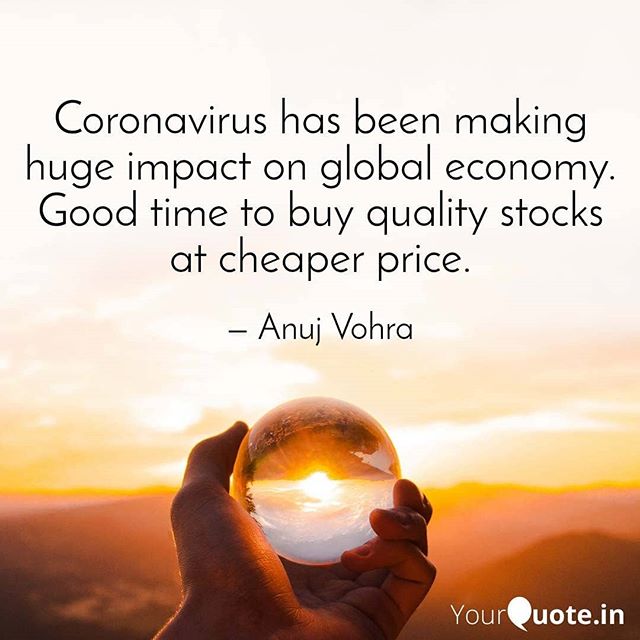 Coronavirus has been making
huge impact on global economy.
Good time to buy quality stocks
at cheaper price.
– Anuj Vohra
YourQuote.in